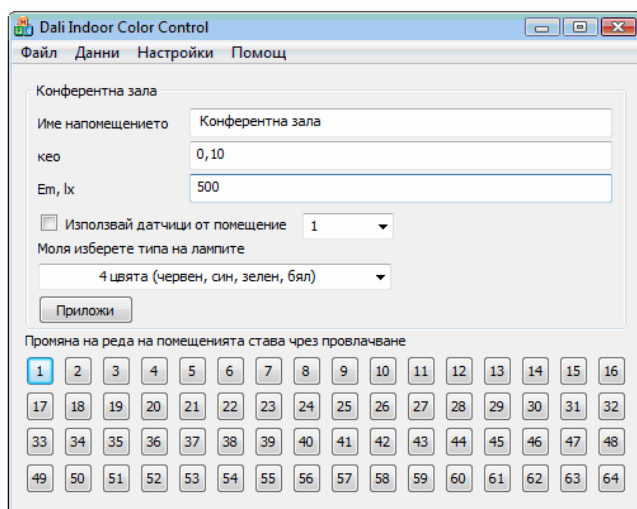 Dali Indoor Color Control
Файл Данни Настройки Помощ
Конферентна зала
Име напомещението Конферентна зала
кео 0,10
Em, lx 500
Използвай датчици от помещение 1
Моля изберете типа на лампите
4 цвята (червен, син, зелен, бял)
Приложи
Промяна на реда на помещенията става чрез провлачване
1 2 3 4 5 6 7 8 9 10 11 12 13 14 15 16
17 18 19 20 21 22 23 24 25 26 27 28 29 30 31 32
33 34 35 36 37 38 39 40 41 42 43 44 45 46 47 48
49 50 51 52 53 54 55 56 57 58 59 60 61 62 63 64